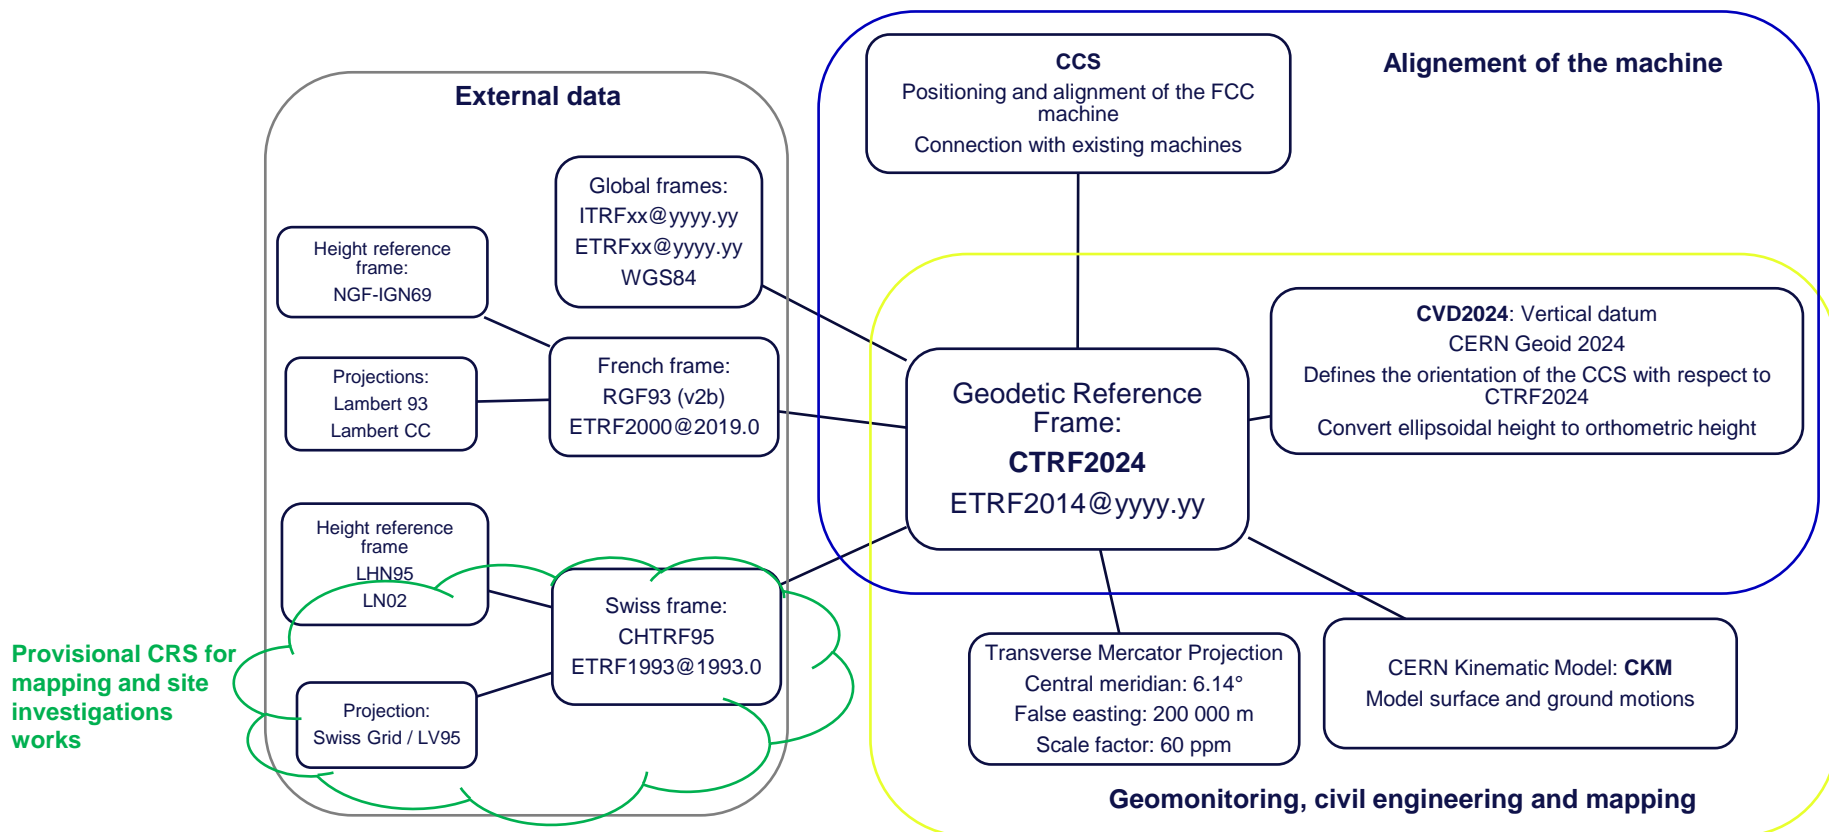 External data
Global frames:
ITRFxx@yyyy.yy
ETRFxx@yyyy.yy
WGS84
Height reference
frame:
NGF-IGN69
Projections:
Lambert 93
Lambert CC
French frame:
RGF93 (v2b)
ETRF2000@2019.0
Height reference
frame
LHN95
LN02
Swiss frame:
CHTRF95
ETRF1993@1993.0
Projection:
Swiss Grid / LV95
Provisional CRS for
mapping and site
investigations
works
Alignement of the machine
CCS
Positioning and alignment of the FCC
machine
Connection with existing machines
Geodetic Reference
Frame:
CTRF2024
ETRF2014@yyyy.yy
CVD2024: Vertical datum
CERN Geoid 2024
Defines the orientation of the CCS with respect to
CTRF2024
Convert ellipsoidal height to orthometric height
Transverse Mercator Projection
Central meridian: 6.14°
False easting: 200 000 m
Scale factor: 60 ppm
CERN Kinematic Model: CKM
Model surface and ground motions
Geomonitoring, civil engineering and mapping